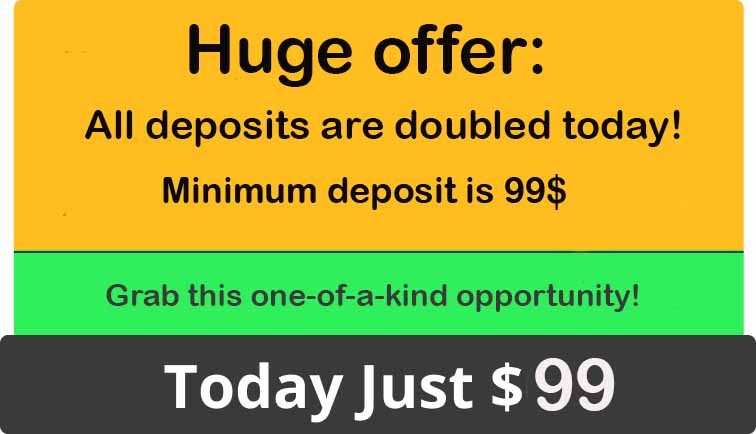 Huge offer:
All deposits are doubled today!
Minimum deposit is 99$
Grab this one-of-a-kind opportunity!
Today Just $ 99